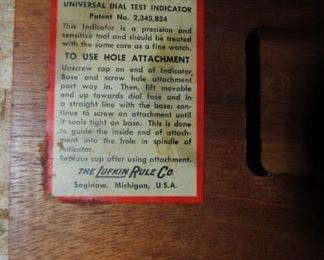 UNIVERSAL DIAL TEST INDICATOR
Patent No. 2,345,854
This Indicator is a precision and
sensitive tool and should be treated
with the same care as a fine watch.
TO USE HOLE ATTACHMENT
Unscrew cap on end of Indicator
Base and screw hole attachment
part way in. Then, lift movable
end up towards dial face and in
a straight line with the base; con-
tinue to screw on attachment until
it seals tight on base. This is done
to guide the inside end of attach-
ment into the hole in spindle of
Indicator.
Replace cap after using attachment.
THE LUFKIN RULE CO.
Saginaw, Michigan, U.S.A.